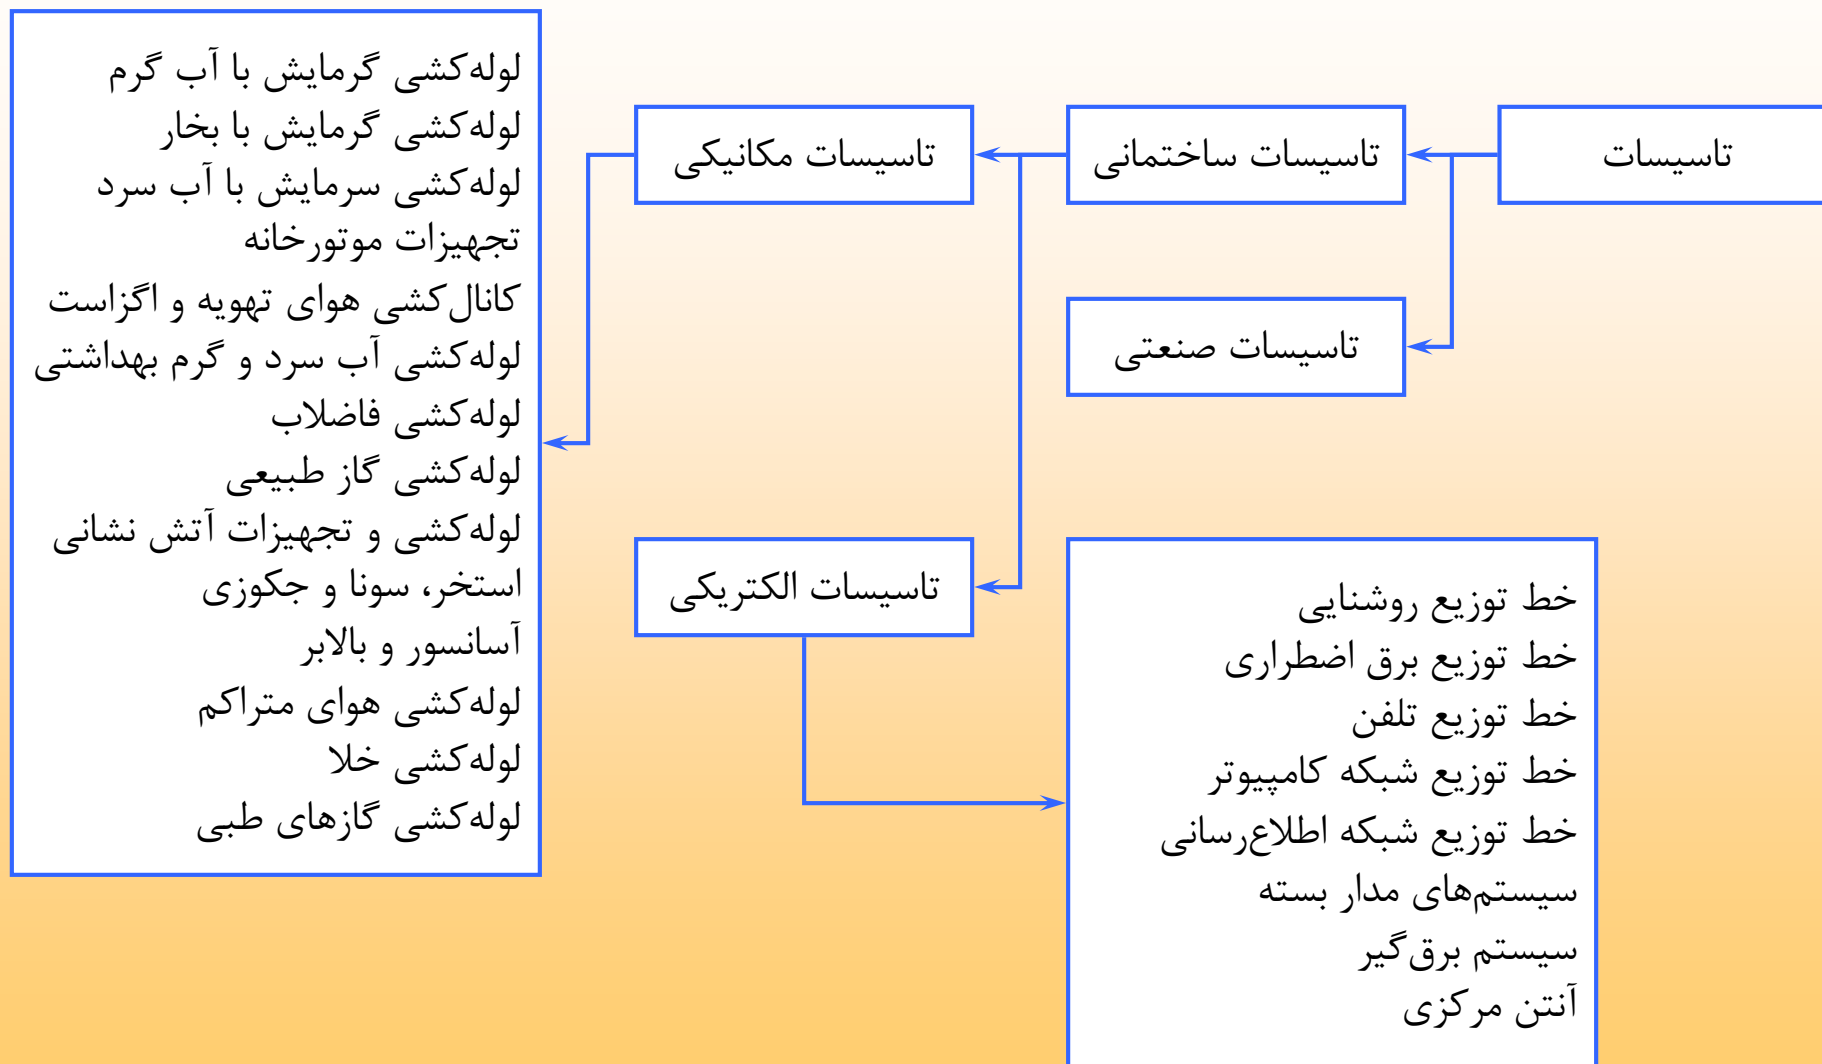 تاسیسات
تاسیسات ساختمانی
تاسیسات صنعتی
تاسیسات مکانیکی
لوله‌کشی گرمایش با آب گرم
لوله‌کشی گرمایش با بخار
لوله‌کشی سرمایش با آب سرد
تجهیزات موتورخانه
کانال‌کشی هوای تهویه و اگزاست
لوله‌کشی آب سرد و گرم بهداشتی
لوله‌کشی فاضلاب
لوله‌کشی گاز طبیعی
لوله‌کشی و تجهیزات آتش نشانی
استخر، سونا و جکوزی
آسانسور و بالابر
لوله‌کشی هوای متراکم
لوله‌کشی خلا
لوله‌کشی گازهای طبی
تاسیسات الکتریکی
خط توزیع روشنایی
خط توزیع برق اضطراری
خط توزیع تلفن
خط توزیع شبکه کامپیوتر
خط توزیع شبکه اطلاع‌رسانی
سیستم‌های مدار بسته
سیستم برق‌گیر
آنتن مرکزی